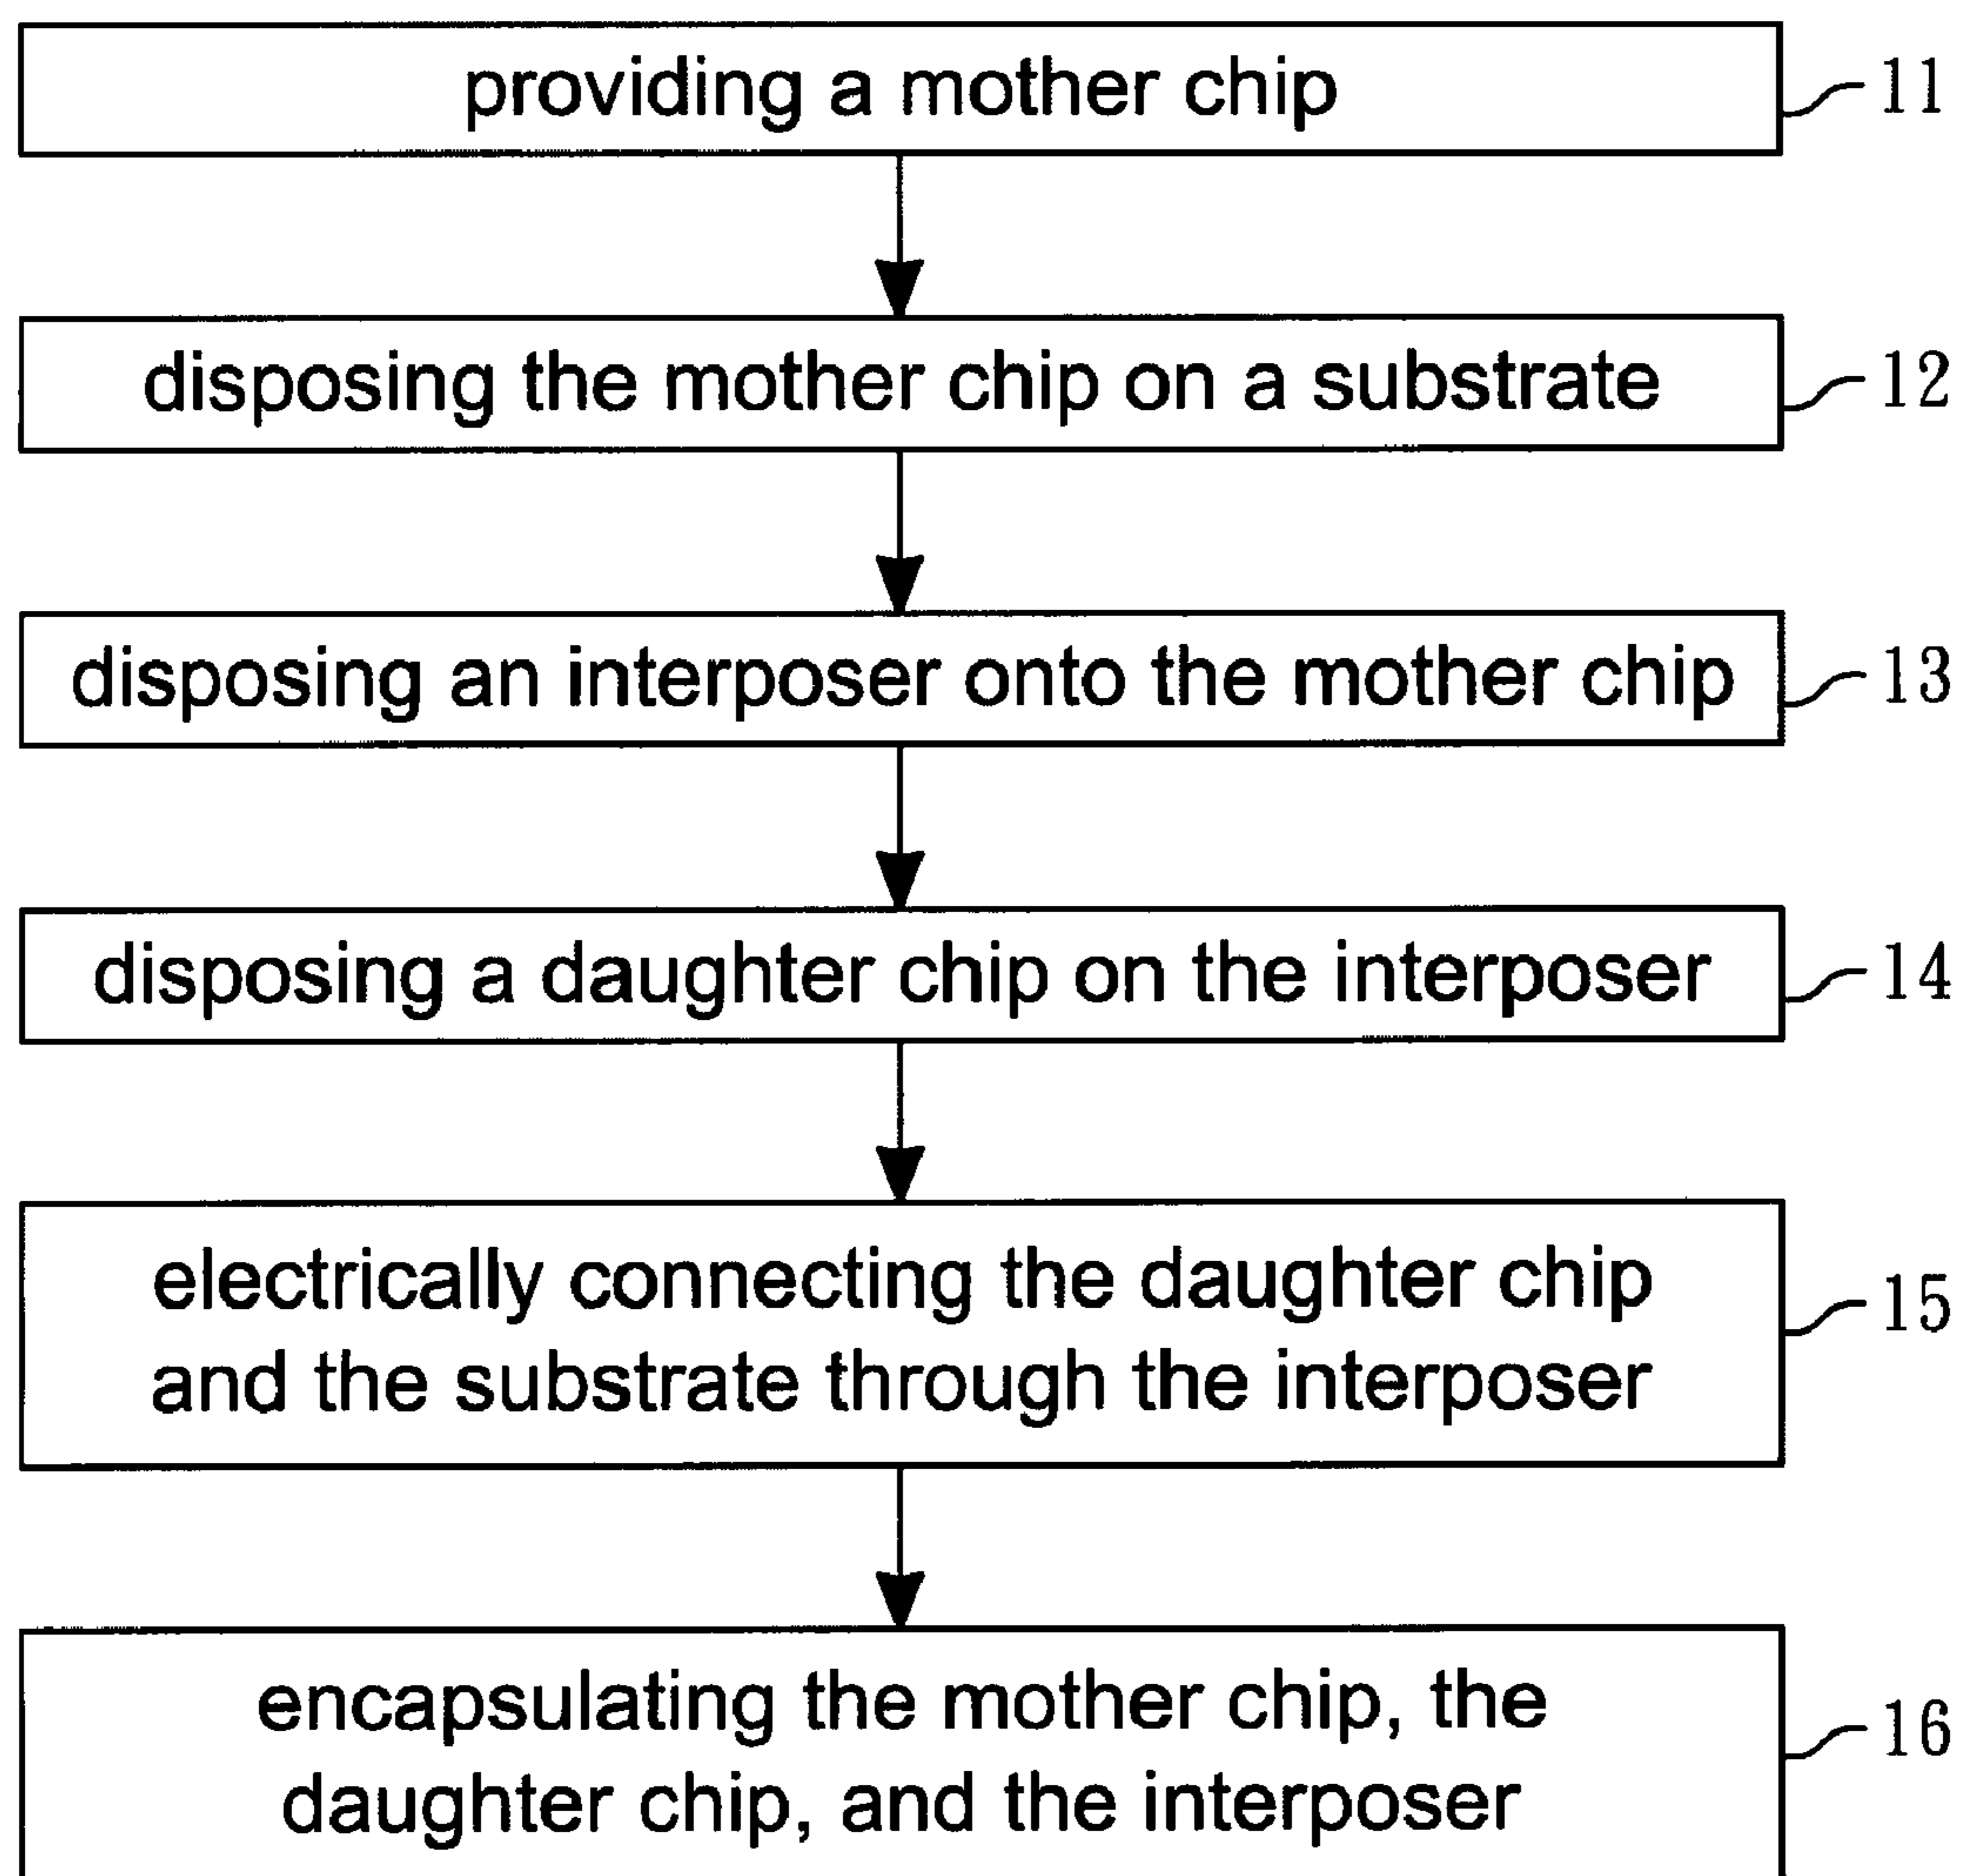 providing a mother chip
11
disposing the mother chip on a substrate
12
disposing an interposer onto the mother chip
13
disposing a daughter chip on the interposer
14
electrically connecting the daughter chip
and the substrate through the interposer
15
encapsulating the mother chip, the
daughter chip, and the interposer
16